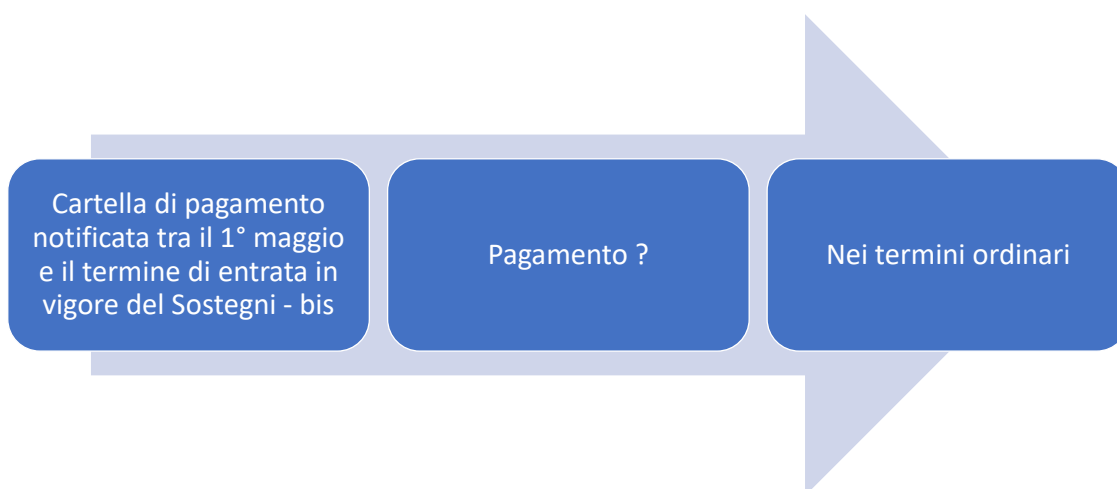 Cartella di pagamento
notificata tra il 1° maggio
e il termine di entrata in
vigore del Sostegni - bis
Pagamento ?
Nei termini ordinari